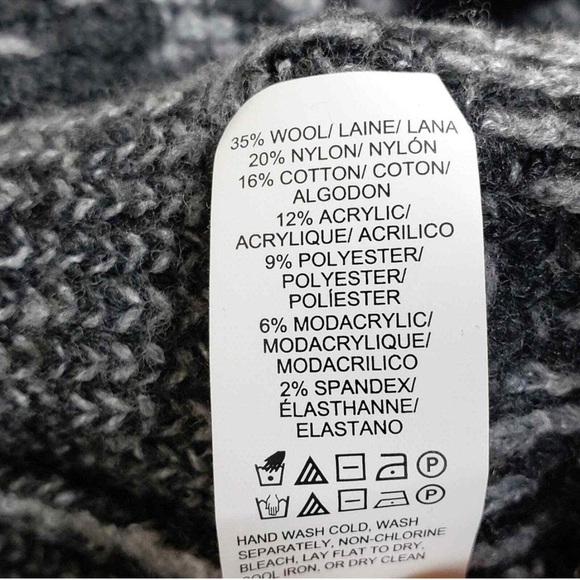 35% WOOL/ LAINE/ LANA
20% NYLON/ NYLÓN
16% COTTON/ COTON/
ALGODON
12% ACRYLIC/
ACRYLIQUE/ ACRILICO
9% POLYESTER/
POLYESTER/
POLÍESTER
6% MODACRYLIC/
MODACRYLIQUE/
MODACRILICO
2% SPANDEX/
ÉLASTHANNE/
ELASTANO
P
P
HAND WASH COLD, WASH
SEPARATELY, NON-CHLORINE
BLEACH, LAY FLAT TO DRY,
COOL IRON, OR DRY CLEAN